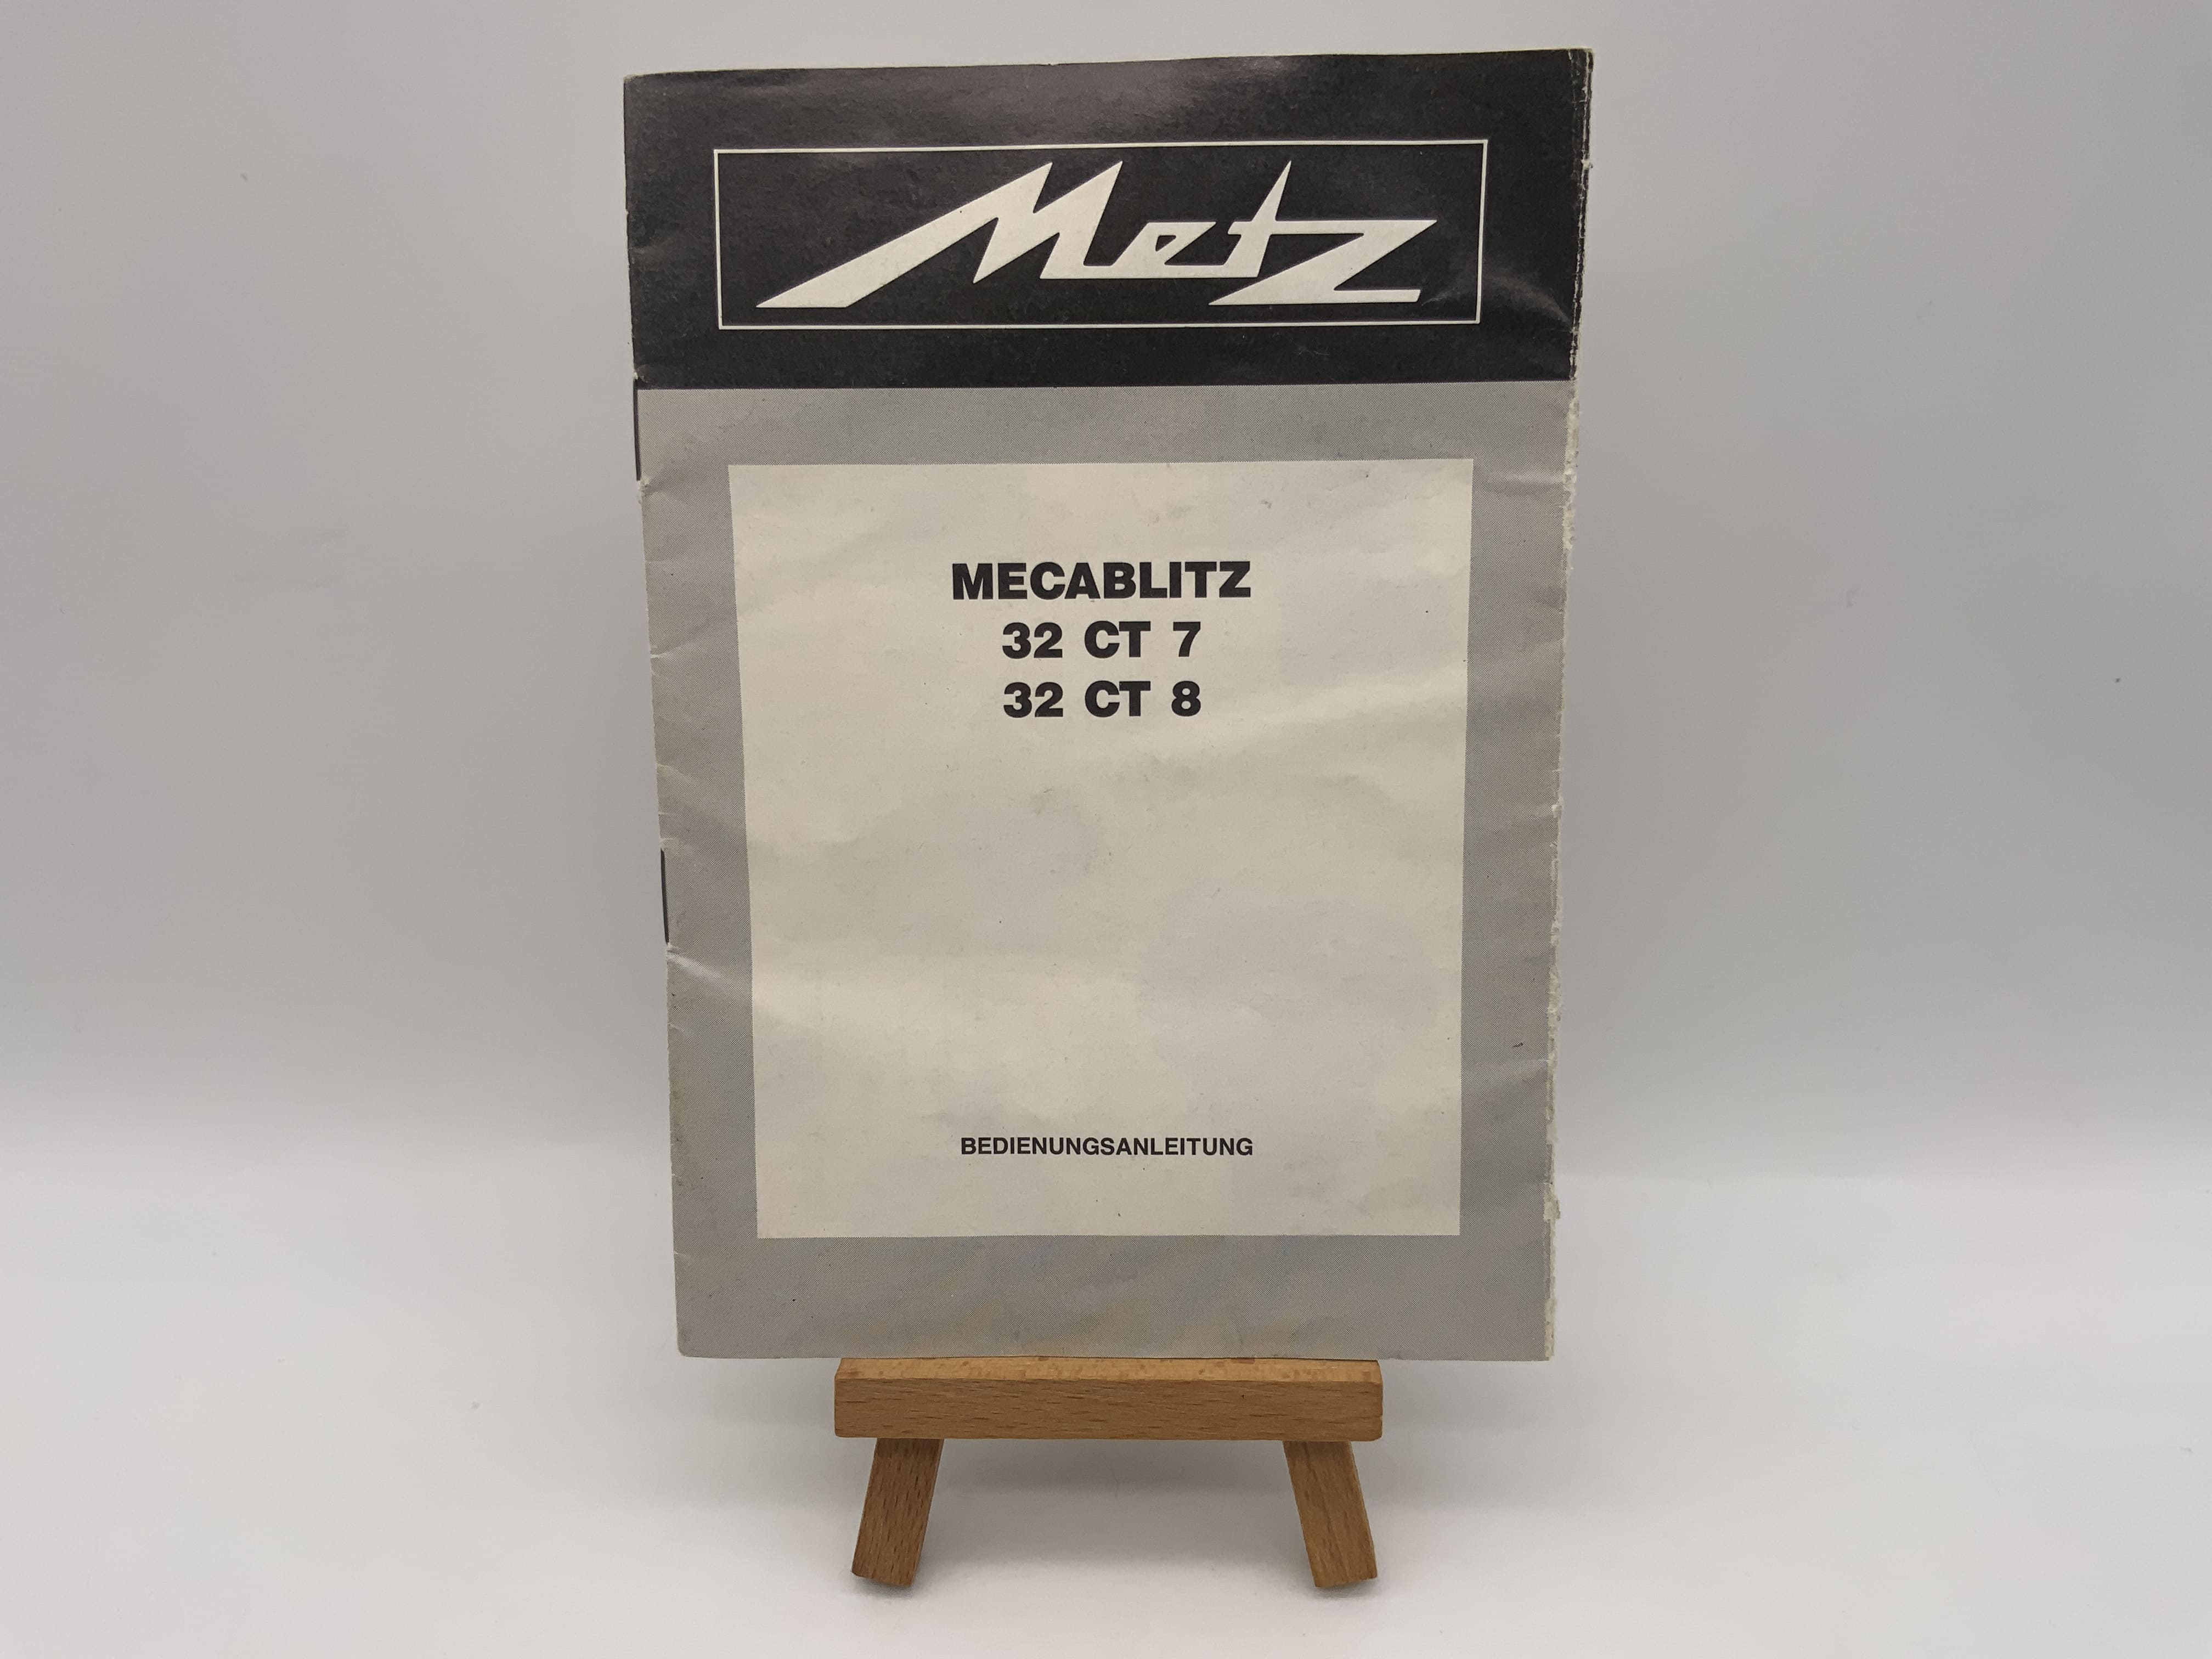 Metz
MECABLITZ
32 CT 7
32 CT 8
BEDIENUNGSANLEITUNG